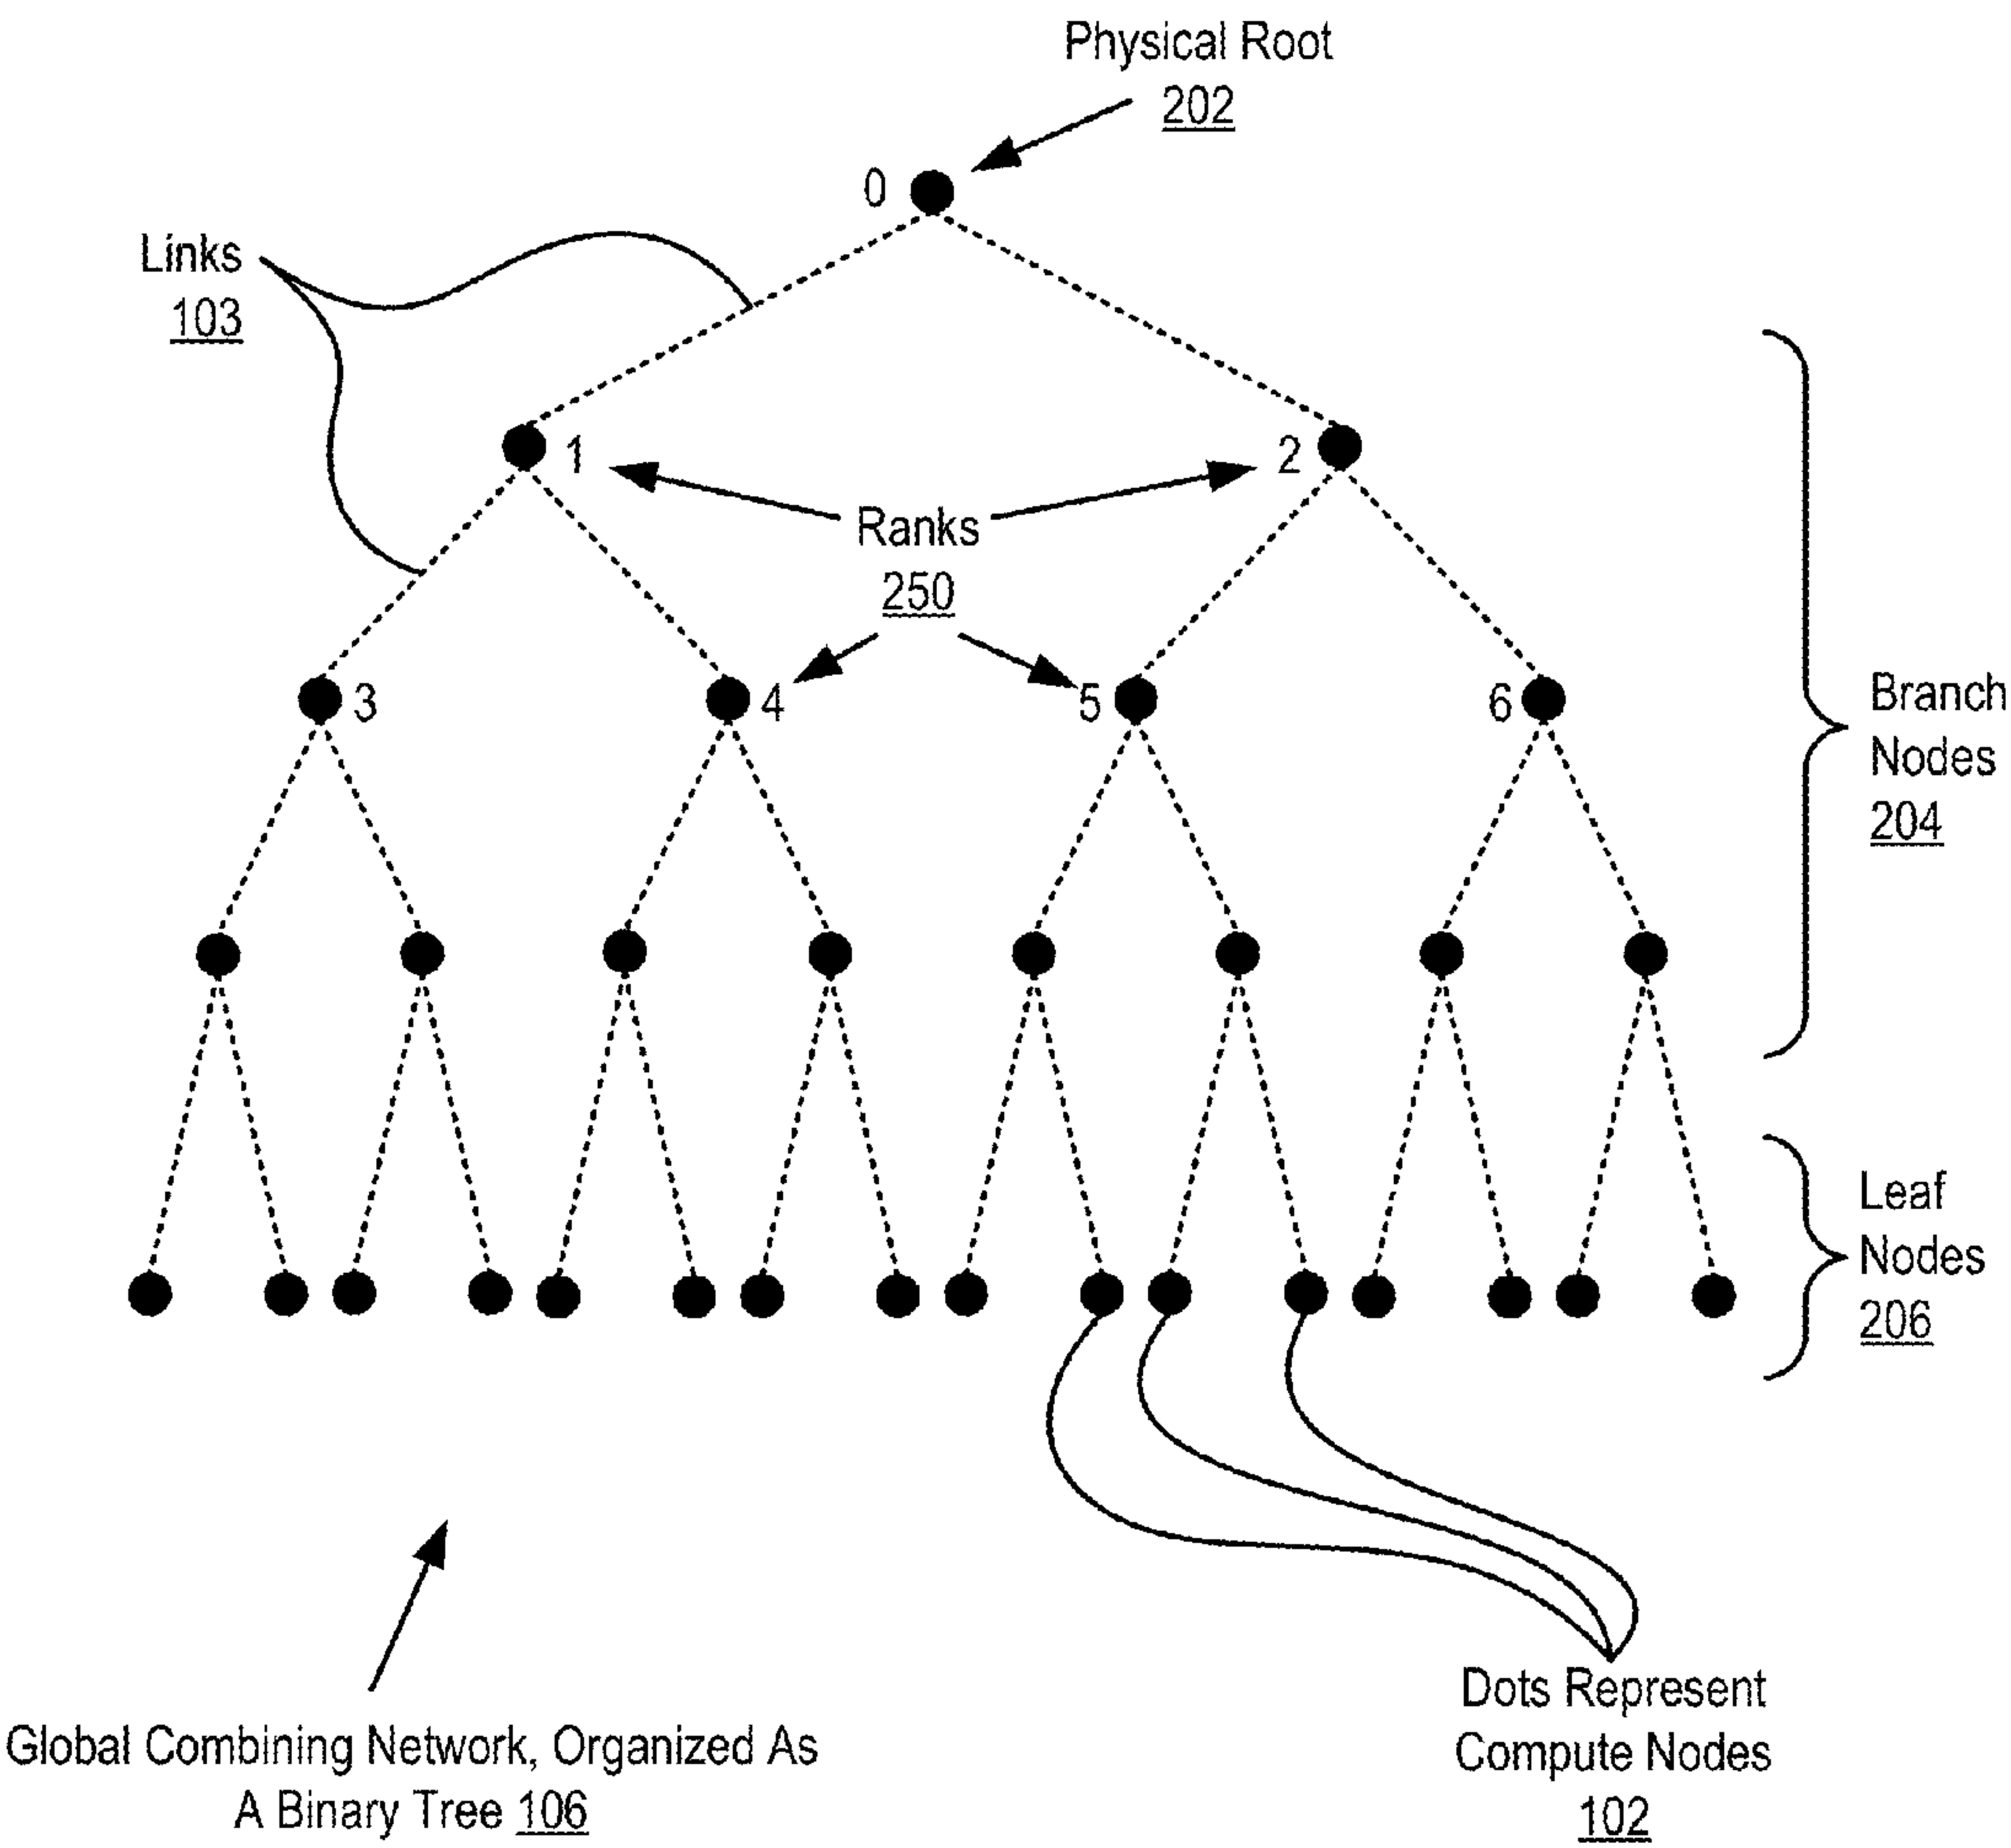 Physical Root
202
0
Links
103
1
2
Ranks
250
3
4
5
6
Branch
Nodes
204
Leaf
Nodes
206
Global Combining Network, Organized As
A Binary Tree 106
Dots Represent
Compute Nodes
102